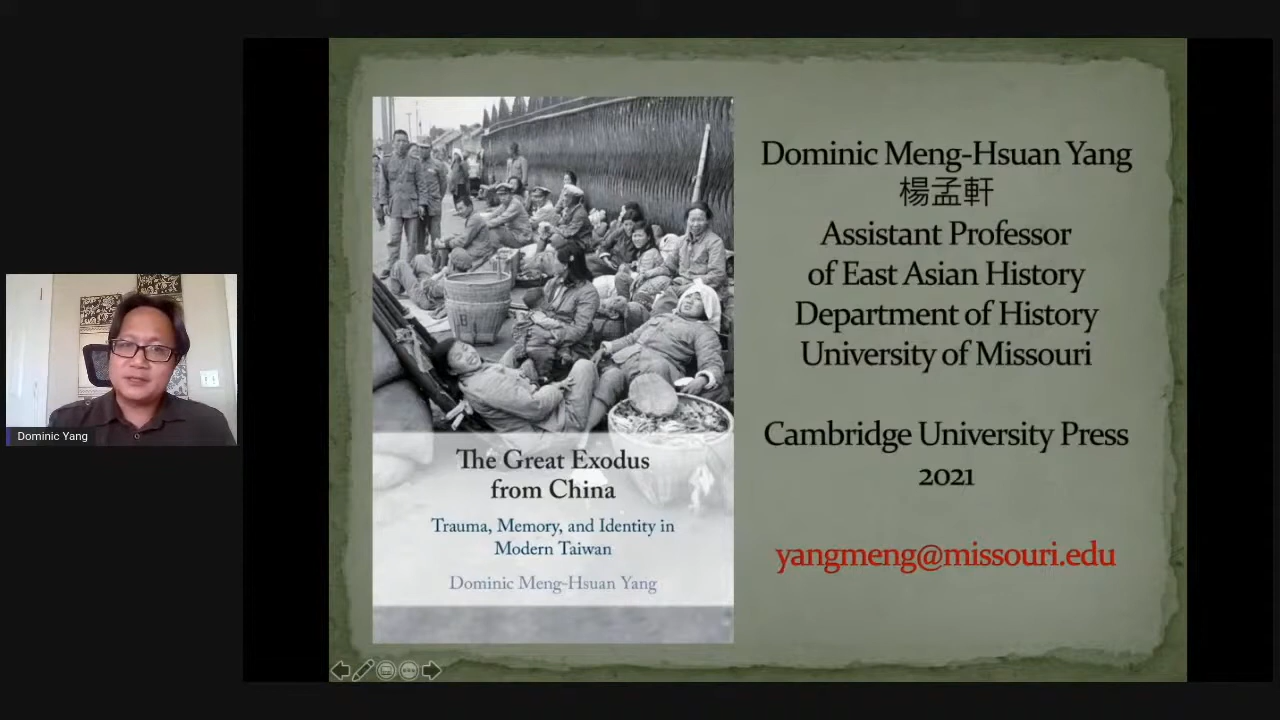 The Great Exodus
from China
Trauma, Memory, and Identity in
Modern Taiwan
Dominic Meng-Hsuan Yang
Dominic Meng-Hsuan Yang
楊孟軒
Assistant Professor
of East Asian History
Department of History
University of Missouri
Cambridge University Press
2021
yangmeng@missouri.edu
Dominic Yang